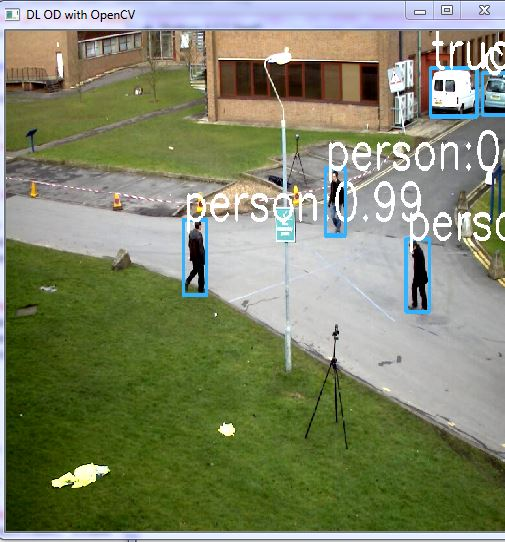 DL OD with OpenCV
truc
person:0
person:0.99
perso